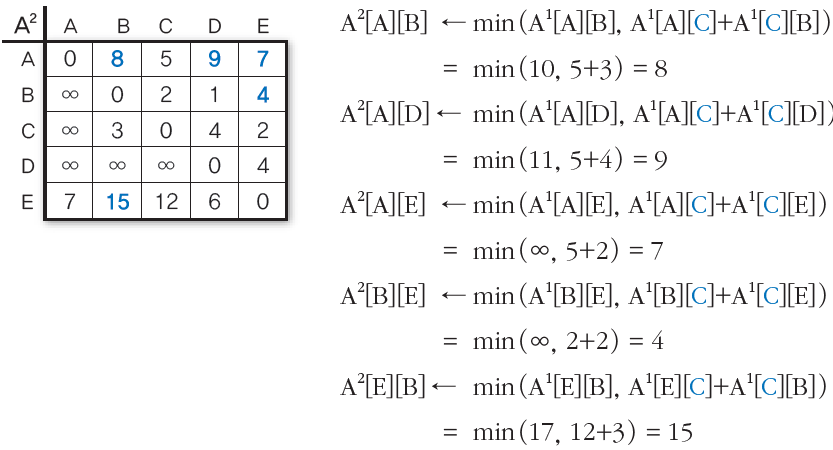 A² A B C D E
A 0 8 5 9 7
B ∞ 0 2 1 4
C ∞ 3 0 4 2
D ∞ ∞ ∞ 0 4
E 7 15 12 6 0
A²[A][B] ← min(A¹[A][B], A¹[A][C]+A¹[C][B])
= min(10, 5+3) = 8
A²[A][D] ← min(A¹[A][D], A¹[A][C]+A¹[C][D])
= min(11, 5+4) = 9
A²[A][E] ← min(A¹[A][E], A¹[A][C]+A¹[C][E])
= min(∞, 5+2) = 7
A²[B][E] ← min(A¹[B][E], A¹[B][C]+A¹[C][E])
= min(∞, 2+2) = 4
A²[E][B] ← min(A¹[E][B], A¹[E][C]+A¹[C][B])
= min(17, 12+3) = 15